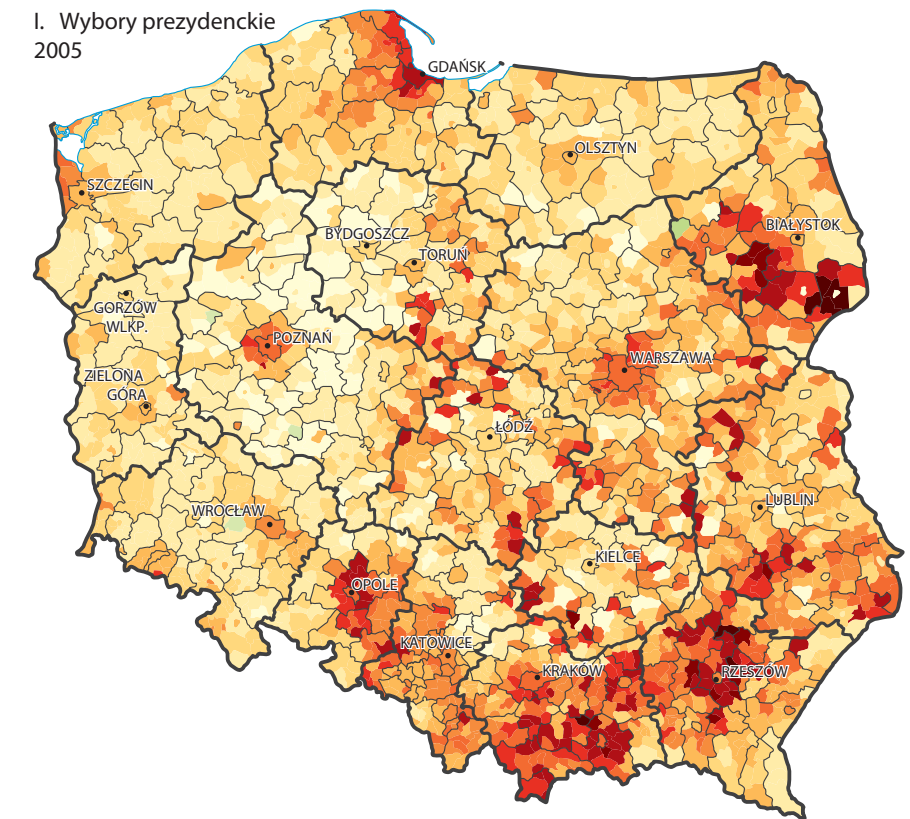 I. Wybory prezydenckie
2005
GDAŃSK
OLSZTYN
SZCZECIN
BIAŁYSTOK
BYDGOSZCZ
TORUŃ
GORZÓW
WLKP.
POZNAŃ
WARSZAWA
ZIELONA
GÓRA
ŁÓDŹ
LUBLIN
WROCŁAW
KIELCE
OPOLE
KATOWICE
KRAKÓW
RZESZÓW